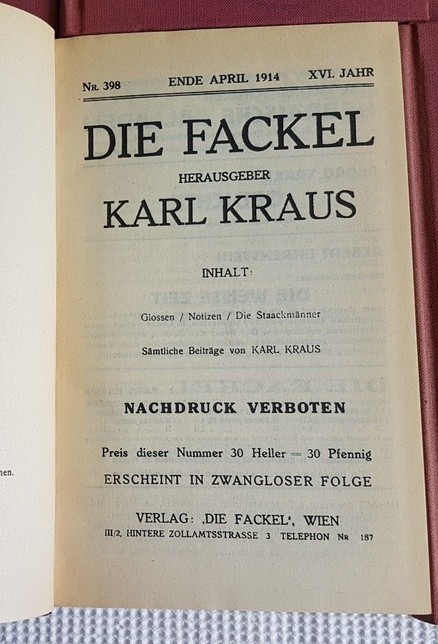 Nr. 398 ENDE APRIL 1914 XVI. JAHR
DIE FACKEL
HERAUSGEBER
KARL KRAUS
INHALT:
Glossen / Notizen / Die Staackmänner
Sämtliche Beiträge von KARL KRAUS
NACHDRUCK VERBOTEN
Preis dieser Nummer 30 Heller = 30 Pfennig
ERSCHEINT IN ZWANGLOSER FOLGE
VERLAG: ‚DIE FACKEL‘, WIEN
III/2, HINTERE ZOLLAMTSSTRASSE 3 TELEPHON Nr 187